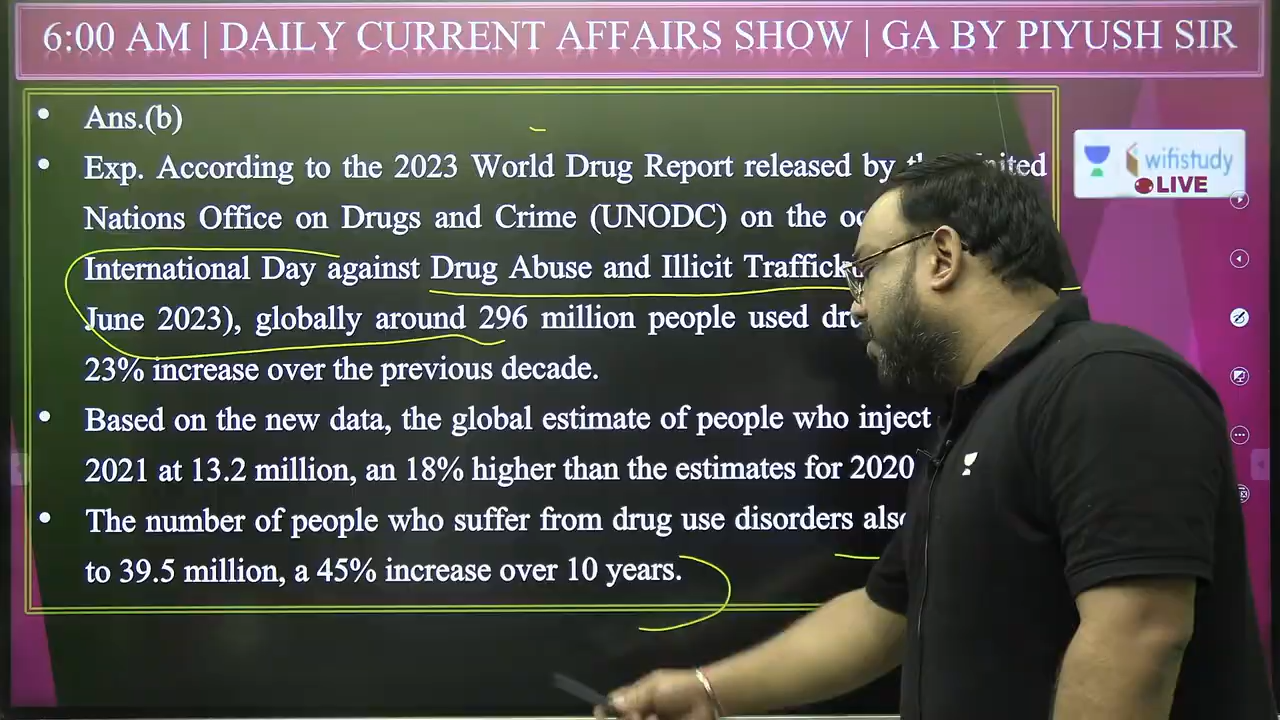 6:00 AM | DAILY CURRENT AFFAIRS SHOW | GA BY PIYUSH SIR
• Ans.(b)
• Exp. According to the 2023 World Drug Report released by
Nations Office on Drugs and Crime (UNODC) on the
International Day against Drug Abuse and Illicit
June 2023), globally around 296 million people used
23% increase over the previous decade.
• Based on the new data, the global estimate of people who inject
2021 at 13.2 million, an 18% higher than the estimates for 2020
• The number of people who suffer from drug use disorders
to 39.5 million, a 45% increase over 10 years.
wifistudy
LIVE